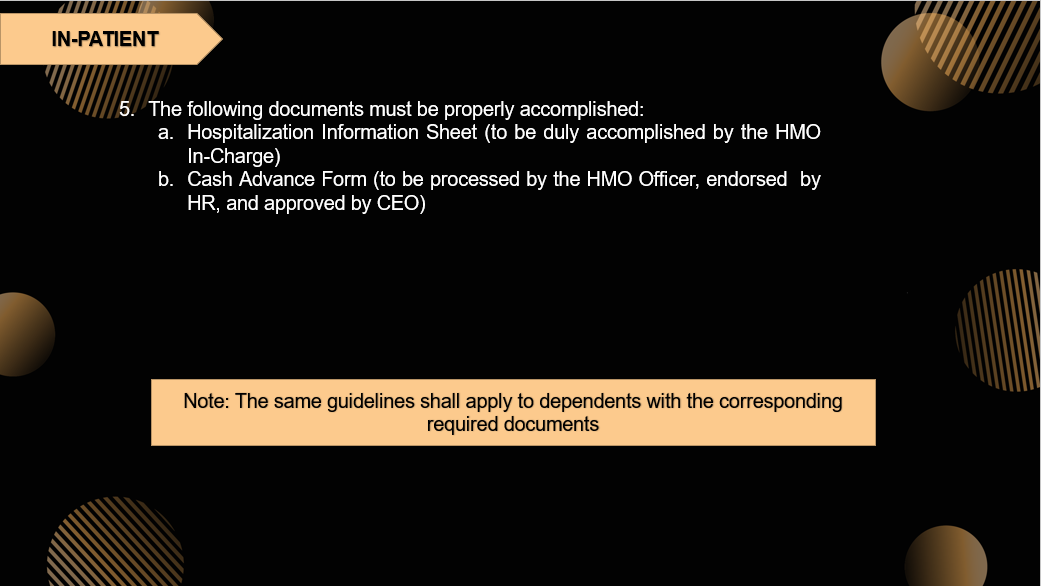 IN-PATIENT
5. The following documents must be properly accomplished:
a. Hospitalization Information Sheet (to be duly accomplished by the HMO
In-Charge)
b. Cash Advance Form (to be processed by the HMO Officer, endorsed  by
HR, and approved by CEO)
Note: The same guidelines shall apply to dependents with the corresponding
required documents